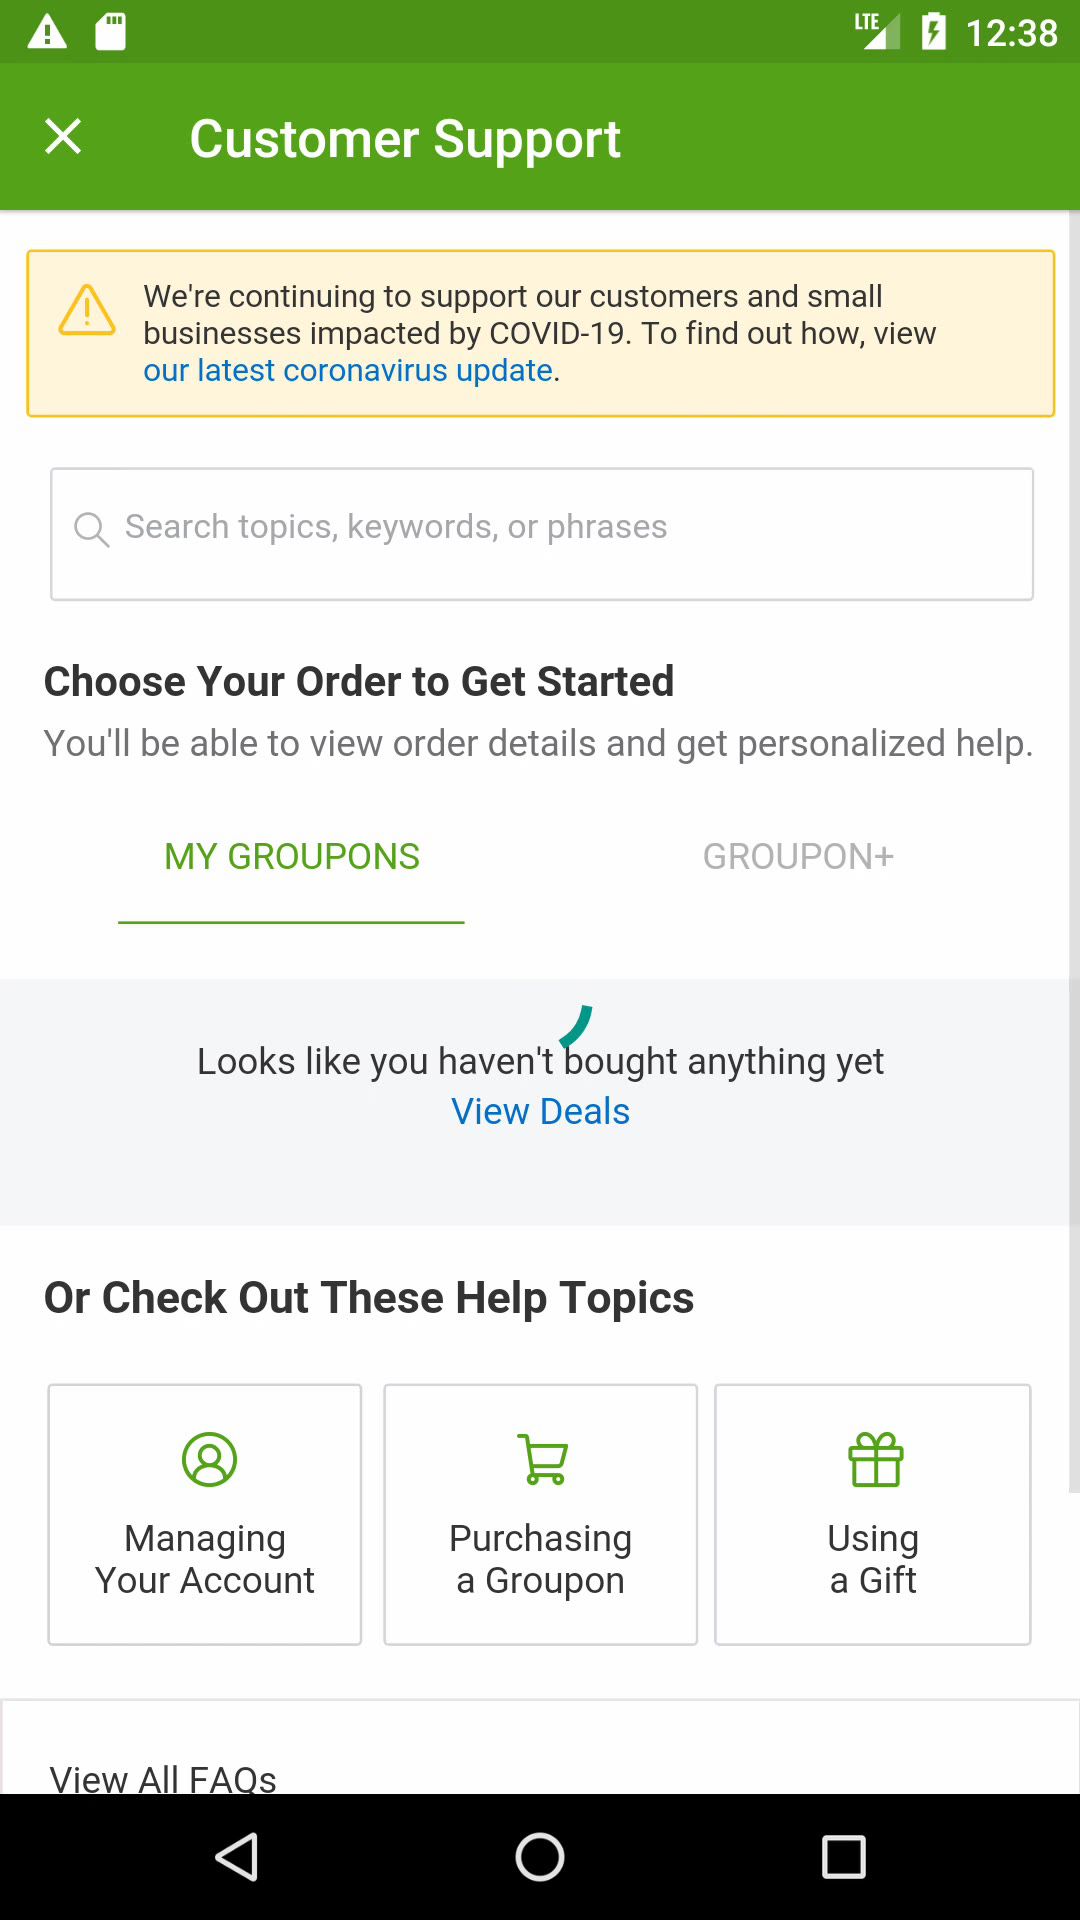 LTE 12:38
Customer Support
We're continuing to support our customers and small
businesses impacted by COVID-19. To find out how, view
our latest coronavirus update.
Search topics, keywords, or phrases
Choose Your Order to Get Started
You'll be able to view order details and get personalized help.
MY GROUPONS GROUPON+
Looks like you haven't bought anything yet
View Deals
Or Check Out These Help Topics
Managing
Your Account
Purchasing
a Groupon
Using
a Gift
View All FAQs